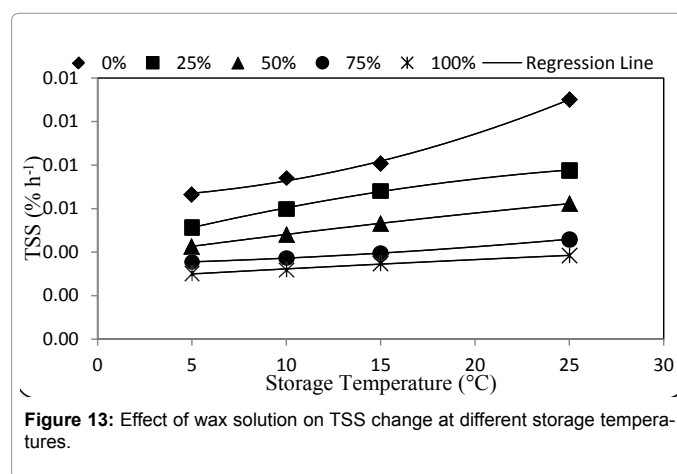 0% 25% 50% 75% 100% Regression Line
0.01
0.01
0.01
0.01
0.00
0.00
0.00
TSS (% h-1)
0 5 10 15 20 25 30
Storage Temperature (°C)
Figure 13: Effect of wax solution on TSS change at different storage tempera-
tures.